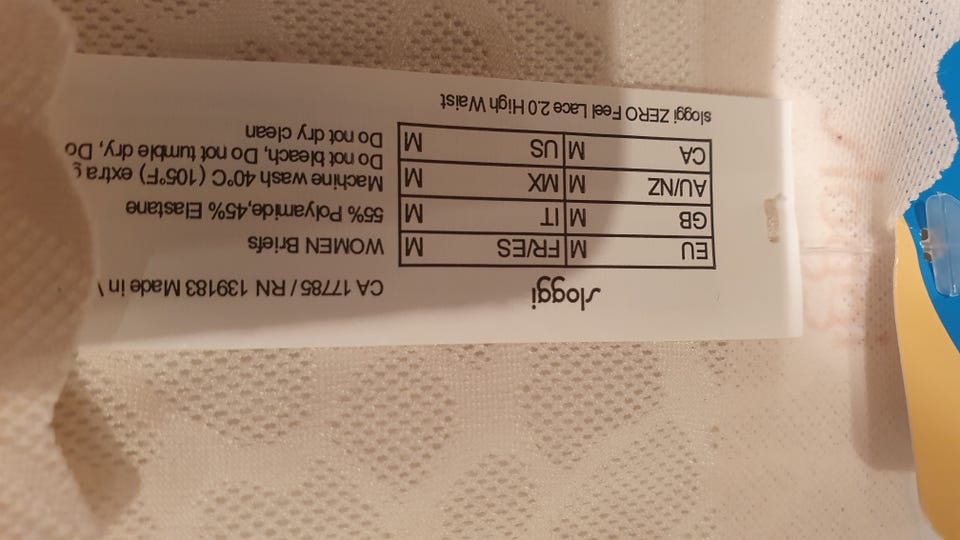 sloggi
EU M FR/ES M
GB M IT M
AU/NZ M MX M
CA M US M
sloggi ZERO Feel Lace 2.0 High Waist
CA 17785 / RN 139183 Made in
WOMEN Briefs
55% Polyamide,45% Elastane
Machine wash 40°C ( 105°F) extra
Do not bleach, Do not tumble dry, Do
Do not dry clean